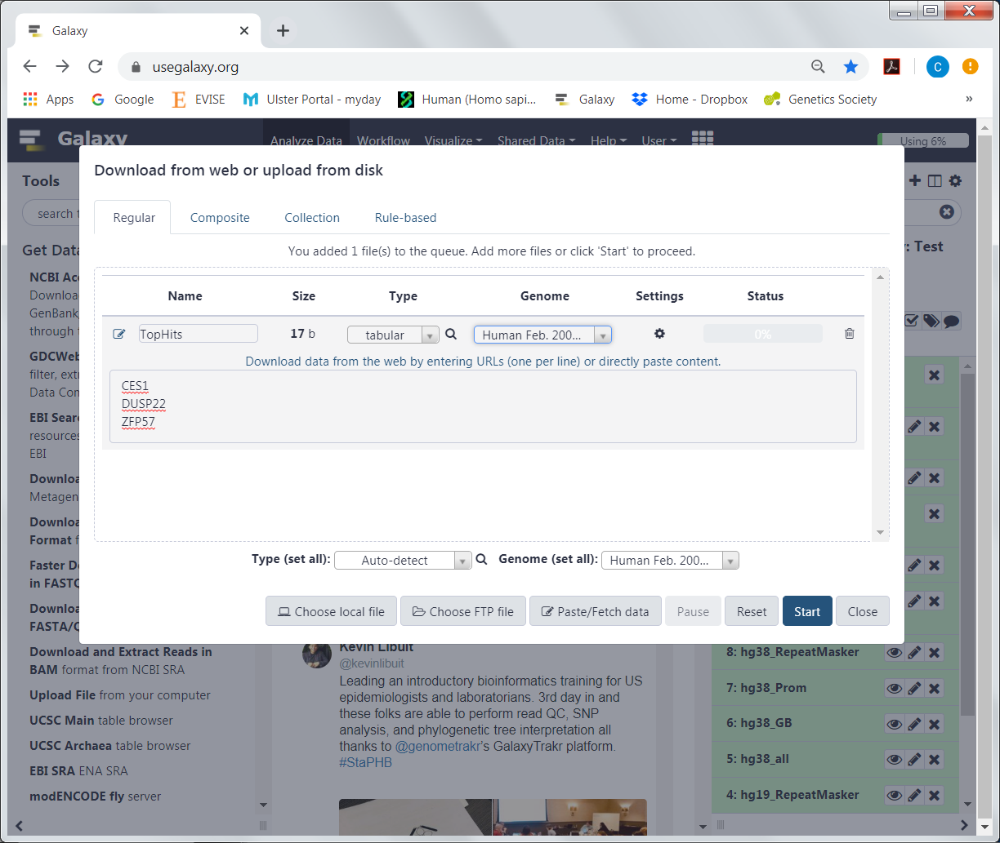 Galaxy
usegalaxy.org
C
Apps
Google
EVISE
Ulster Portal - myday
Human (Homo sapi...
Galaxy
Home - Dropbox
Genetics Society
»
Galaxy
Analyze Data
Workflow
Visualize
Shared Data
Help
User
Using 6%
Tools
Download from web or upload from disk
search t
Regular
Composite
Collection
Rule-based
Get Data
: Test
You added 1 file(s) to the queue. Add more files or click 'Start' to proceed.
NCBI Acc
Downloa
GenBank,
through t
Name
Size
Type
Genome
Settings
Status
TopHits
17 b
tabular
Human Feb. 200...
0%
Download data from the web by entering URLs (one per line) or directly paste content.
CES1
DUSP22
ZFP57
GDCWeb
filter, extr
Data Con
EBI Sear
resources
EBI
Downloa
Metagen
Downloa
Format f
Faster Do
in FASTQ
Downloa
FASTA/Q
Type (set all):
Auto-detect
Genome (set all):
Human Feb. 200...
Choose local file
Choose FTP file
Paste/Fetch data
Pause
Reset
Start
Close
Download and Extract Reads in
BAM format from NCBI SRA
Upload File from your computer
UCSC Main table browser
UCSC Archaea table browser
EBI SRA ENA SRA
modENCODE fly server
Kevin Libuit
@kevinlibuit
Leading an introductory bioinformatics training for US
epidemiologists and laboratorians. 3rd day in and
these folks are able to perform read QC, SNP
analysis, and phylogenetic tree interpretation all
thanks to @genometrakr's GalaxyTrakr platform.
#StaPHB
8: hg38_RepeatMasker
7: hg38_Prom
6: hg38_GB
5: hg38_all
4: hg19_RepeatMasker